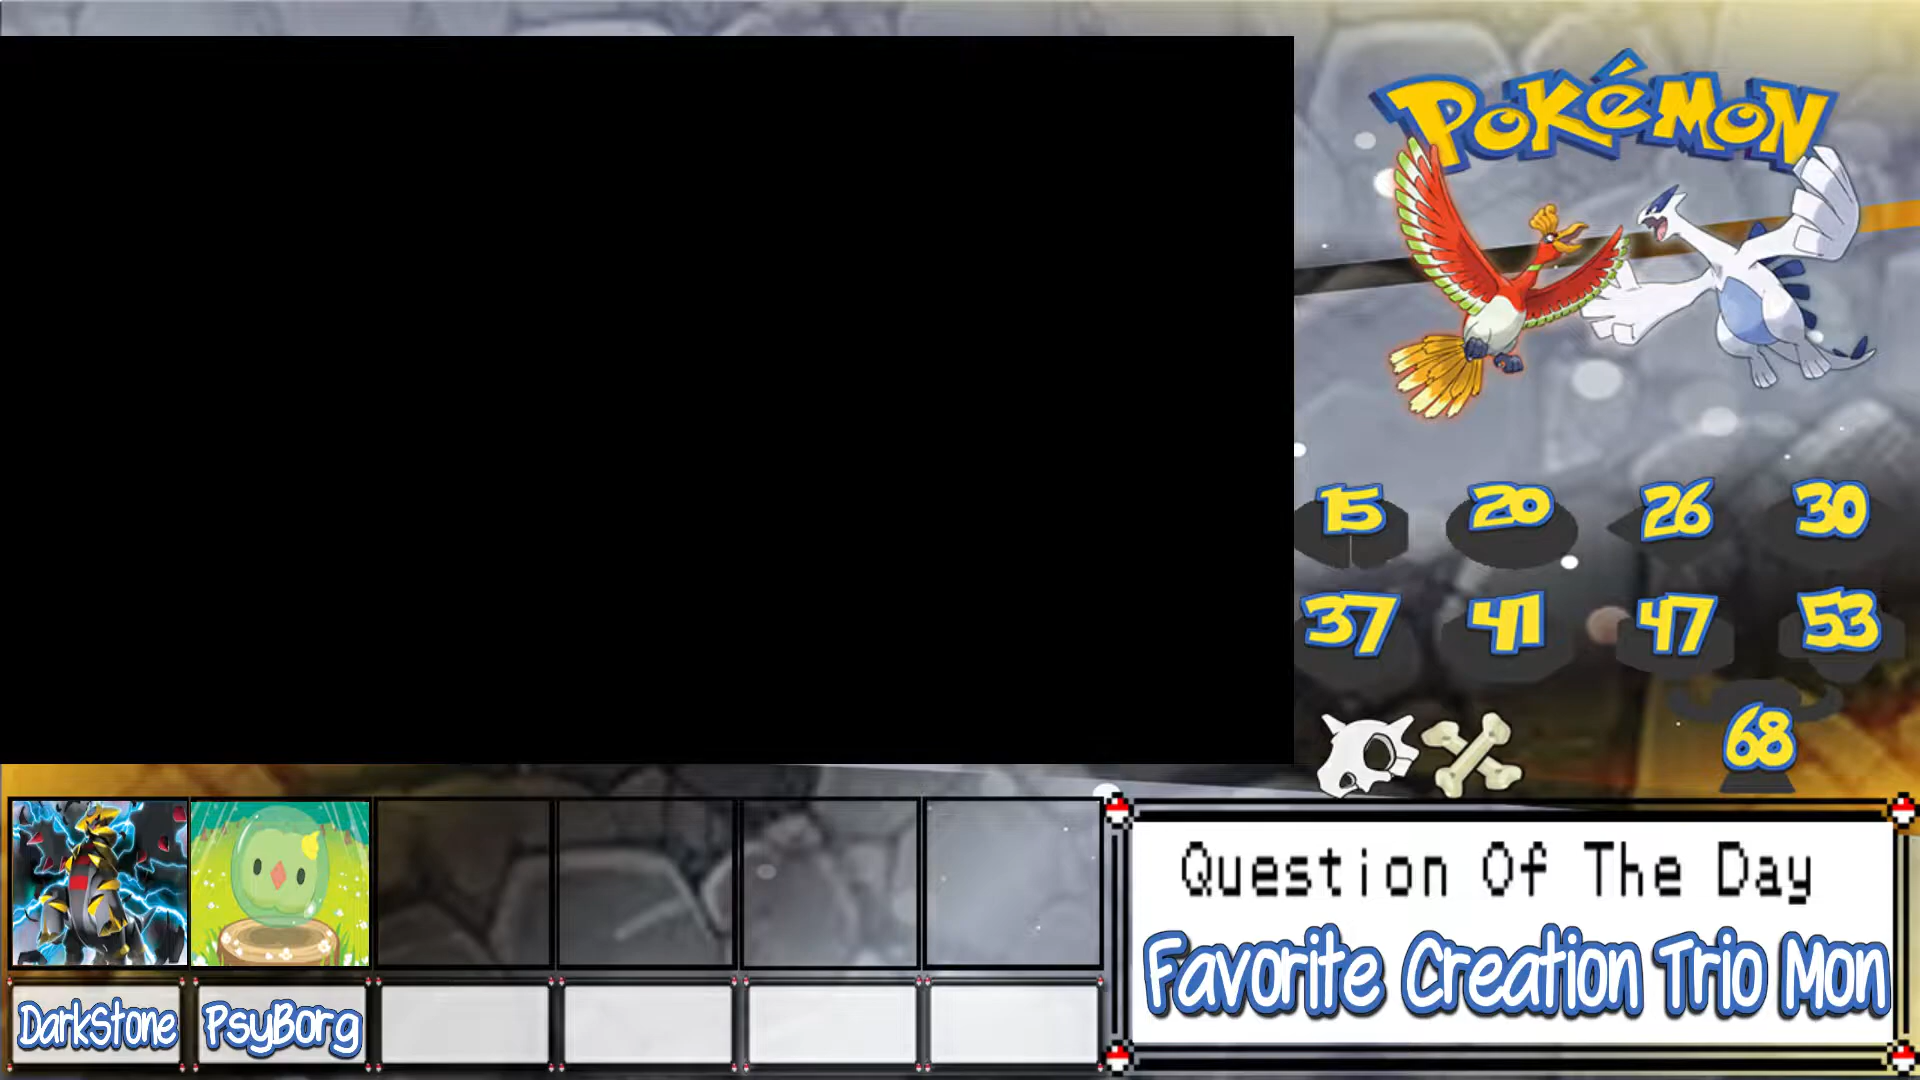 POKéMON
15 20 26 30
37 41 47 53
68
Question Of The Day
Favorite Creation Trio Mon
DarkStone PsyBorg